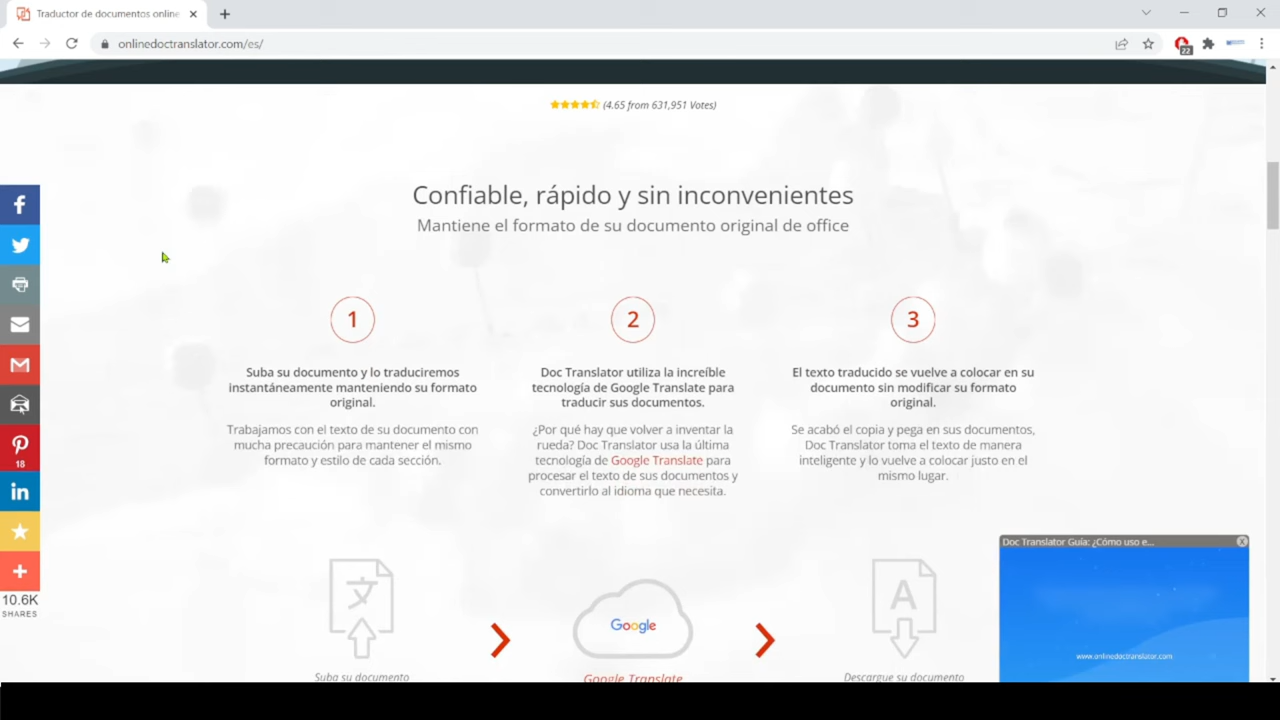 Traductor de documentos online
onlinedoctranslator.com/es/
22
(4.65 from 631,951 Votes)
Confiable, rápido y sin inconvenientes
Mantiene el formato de su documento original de office
1
Suba su documento y lo traduciremos
instantáneamente manteniendo su formato
original.
Trabajamos con el texto de su documento con
mucha precaución para mantener el mismo
formato y estilo de cada sección.
2
Doc Translator utiliza la increíble
tecnología de Google Translate para
traducir sus documentos.
¿Por qué hay que volver a inventar la
rueda? Doc Translator usa la última
tecnología de Google Translate para
procesar el texto de sus documentos y
convertirlo al idioma que necesita.
3
El texto traducido se vuelve a colocar en su
documento sin modificar su formato
original.
Se acabó el copia y pega en sus documentos,
Doc Translator toma el texto de manera
inteligente y lo vuelve a colocar justo en el
mismo lugar.
18
10.6K
SHARES
文
Suba su documento
Google
Google Translate
A
Descargue su documento
Doc Translator Guía: ¿Cómo uso e...
www.onlinedoctranslator.com